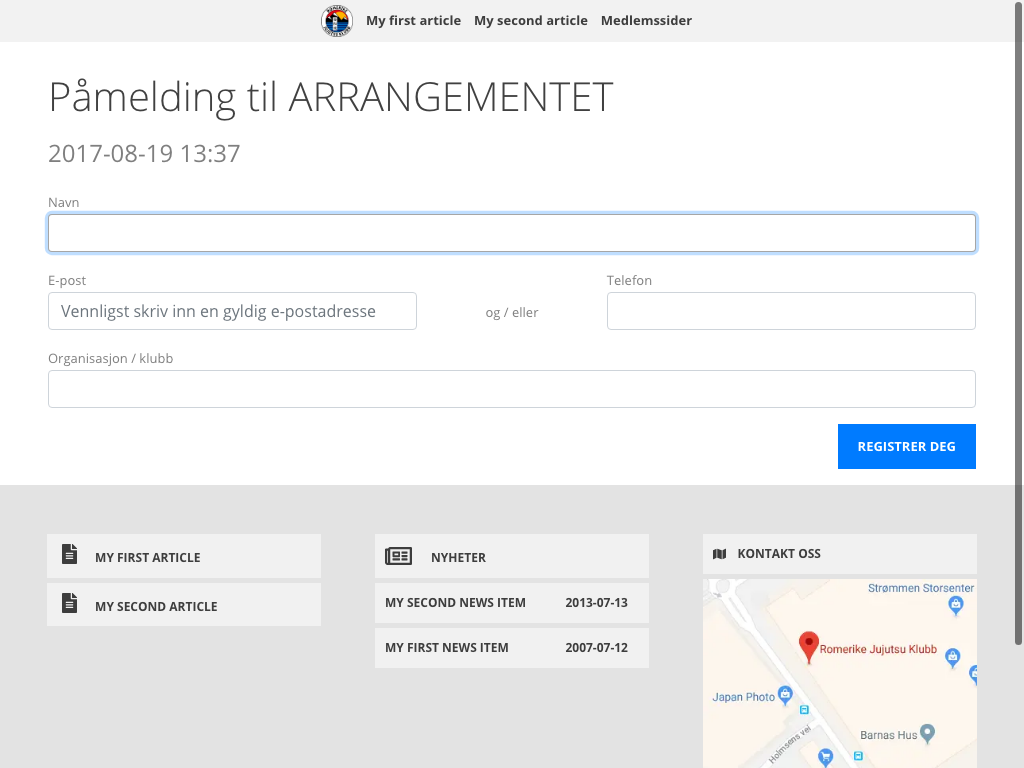 My first article My second article Medlemssider
Påmelding til ARRANGEMENTET
2017-08-19 13:37
Navn
E-post
Telefon
Vennligst skriv inn en gyldig e-postadresse
og / eller
Organisasjon / klubb
REGISTRER DEG
MY FIRST ARTICLE
MY SECOND ARTICLE
NYHETER
MY SECOND NEWS ITEM 2013-07-13
MY FIRST NEWS ITEM 2007-07-12
KONTAKT OSS
Strømmen Storsenter
Romerike Jujutsu Klubb
Japan Photo
Barnas Hus
Holmsens vei